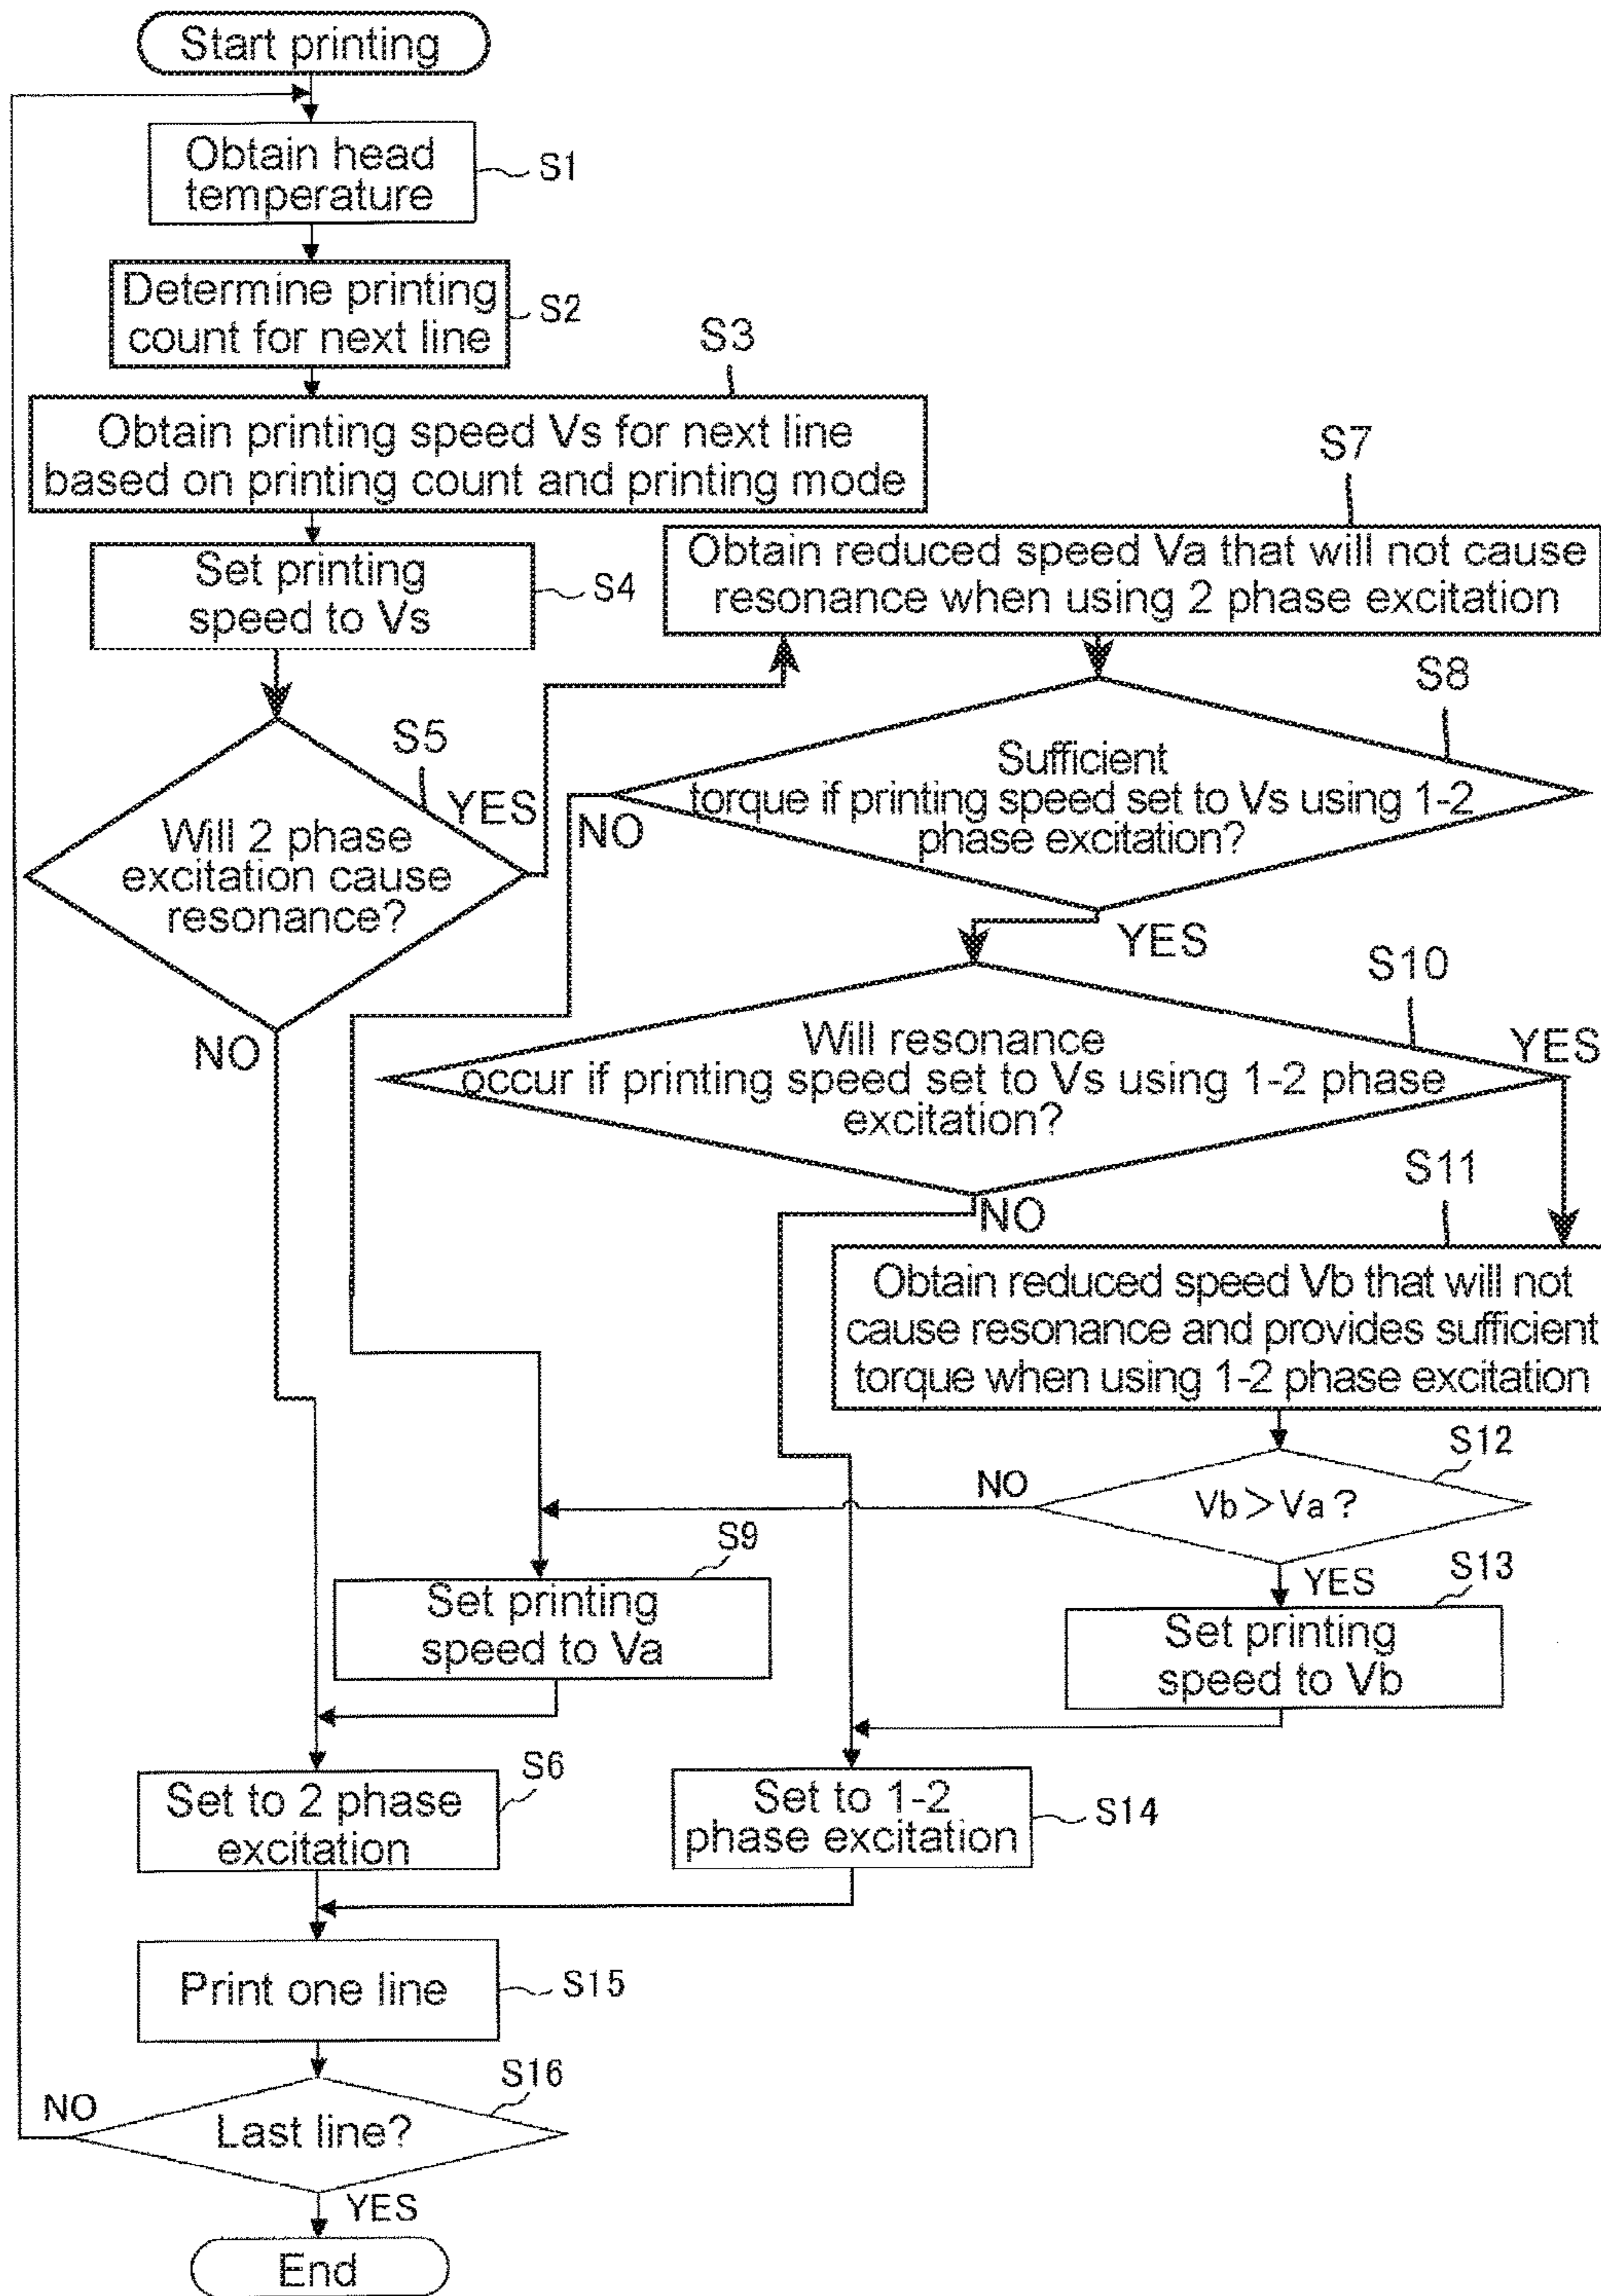 Start printing
Obtain head
temperature
S1
Determine printing
count for next line
S2
S3
Obtain printing speed Vs for next line
based on printing count and printing mode
Set printing
speed to Vs
S4
S7
Obtain reduced speed Va that will not cause
resonance when using 2 phase excitation
S5
YES
Will 2 phase
excitation cause
resonance?
NO
S8
Sufficient
torque if printing speed set to Vs using 1-2
phase excitation?
NO
YES
S10
Will resonance
occur if printing speed set to Vs using 1-2 phase
excitation?
YES
NO
S11
Obtain reduced speed Vb that will not
cause resonance and provides sufficient
torque when using 1-2 phase excitation
S12
Vb>Va?
NO
YES
S9
Set printing
speed to Va
S13
Set printing
speed to Vb
S6
Set to 2 phase
excitation
Set to 1-2
phase excitation
S14
Print one line
S15
S16
Last line?
NO
YES
End